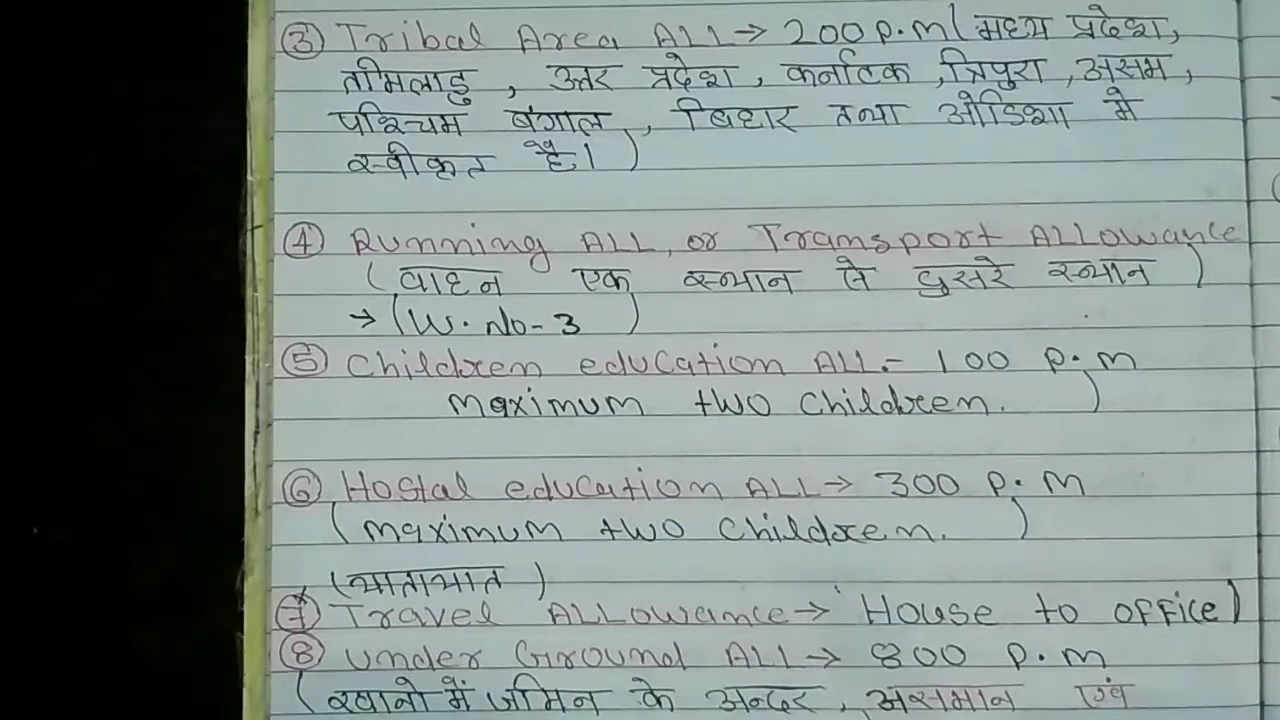 ③ Tribal Area ALL → 200 P.M ( मध्य प्रदेश,
तमिलाडु , उत्तर प्रदेश , कर्नाटक , त्रिपुरा , असम ,
पश्चिम बंगाल , बिहार तथा ओडिशा मे
स्वीकृत है। )
④ Running ALL, or Transport ALLowance
( वाहन एक स्थान से दुसरे स्थान )
→ (W. No-3 )
⑤ Children education ALL.- 100 P.M
maximum two children. )
⑥ Hostal education ALL → 300 P.M
( maximum two children. )
* (यातायात )
⑦ Travel ALLowance → House to office )
⑧ under Ground ALL → 800 P.M
( खानो में जमिन के अन्दर , असमान एवं